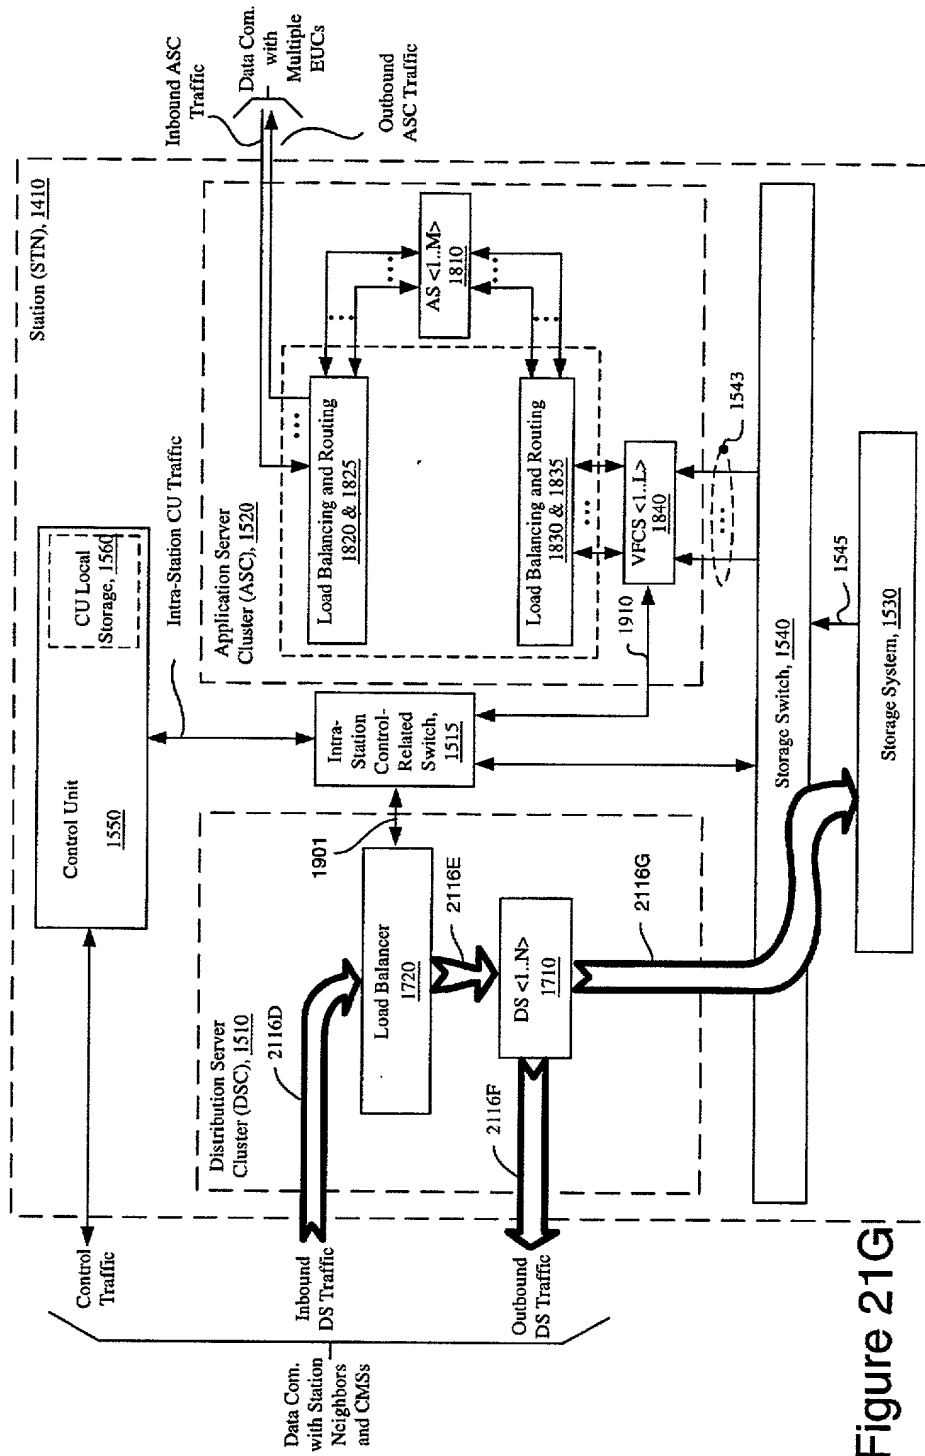 Data Com.
with Station
Neighbors
and CMSs
Control
Traffic
Inbound
DS Traffic
Outbound
DS Traffic
Station (STN), 1410
Control Unit
1550
CU Local
Storage, 1560
Intra-Station CU Traffic
Distribution Server
Cluster (DSC), 1510
2116D
Load Balancer
1720
1901
2116E
DS <1..N>
1710
2116F
2116G
Intra-
Station
Control-
Related
Switch,
1515
1910
Application Server
Cluster (ASC), 1520
Load Balancing and Routing
1820 & 1825
Load Balancing and Routing
1830 & 1835
AS <1..M>
1810
VFCS <1..L>
1840
1543
Storage Switch, 1540
1545
Storage System, 1530
Inbound ASC
Traffic
Data Com.
with
Multiple
EUCs
Outbound
ASC Traffic
Figure 21G